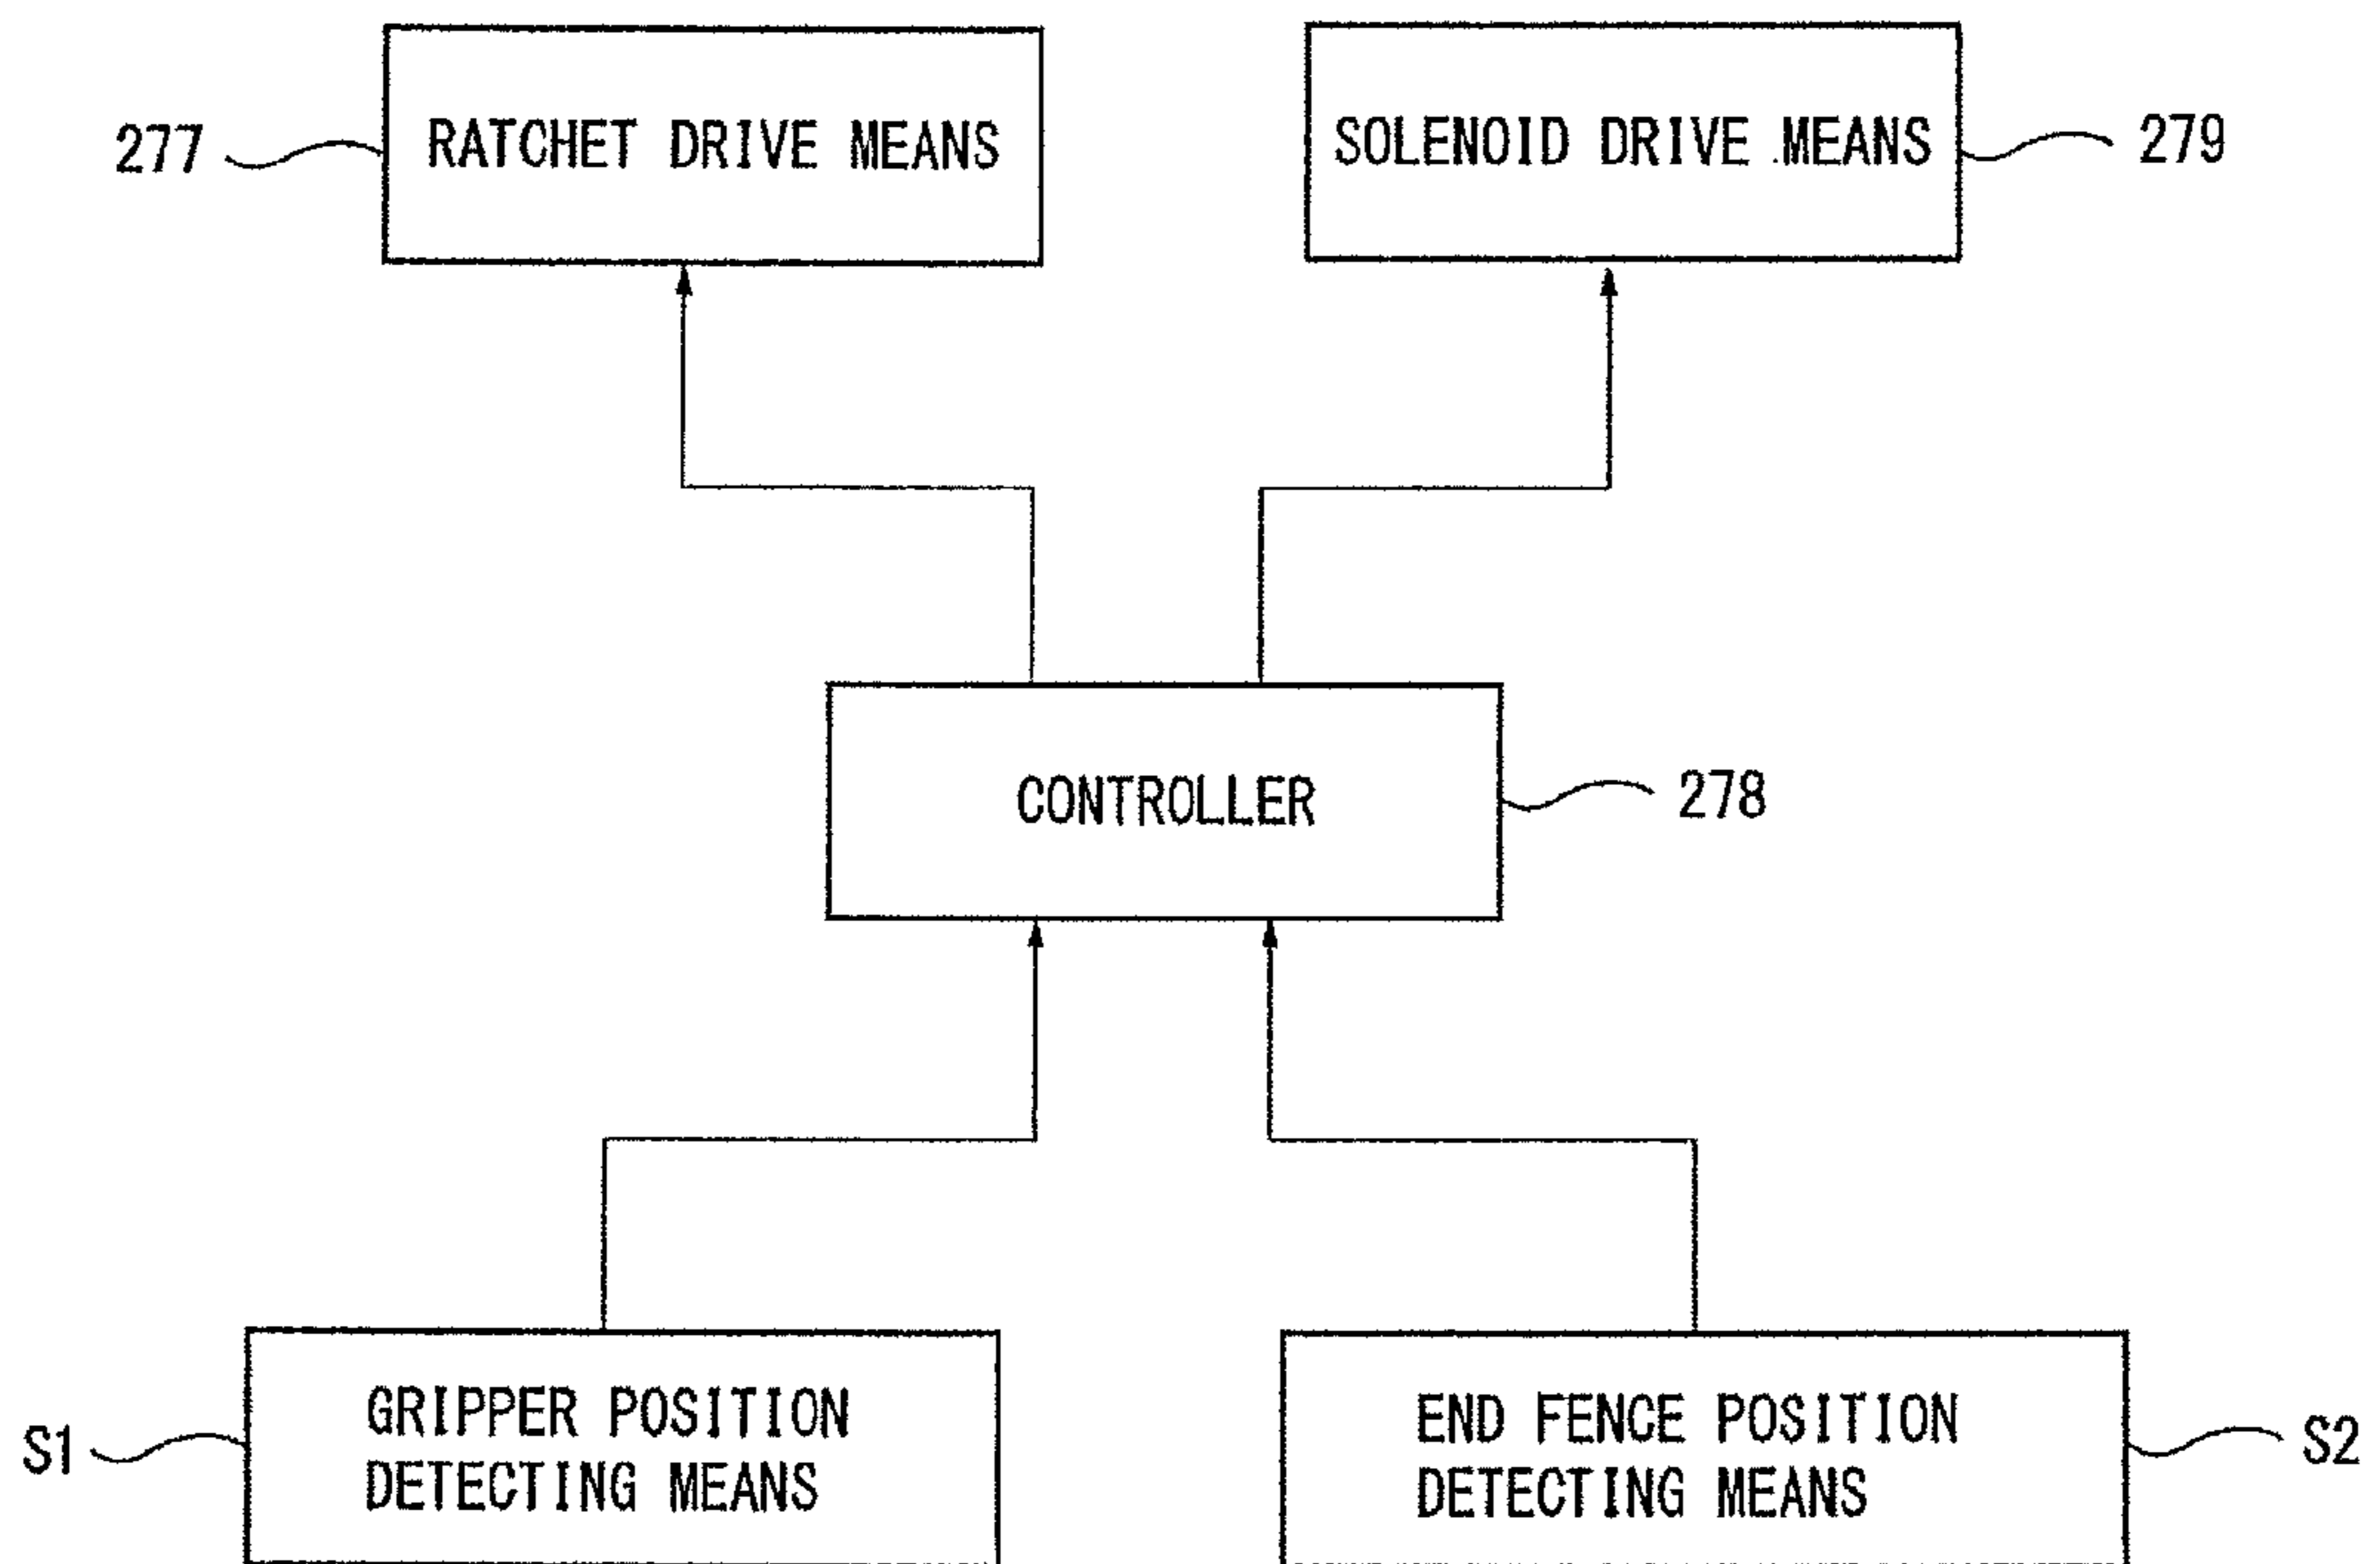 277
RATCHET DRIVE MEANS
SOLENOID DRIVE MEANS
279
CONTROLLER
278
S1
GRIPPER POSITION
DETECTING MEANS
END FENCE POSITION
DETECTING MEANS
S2